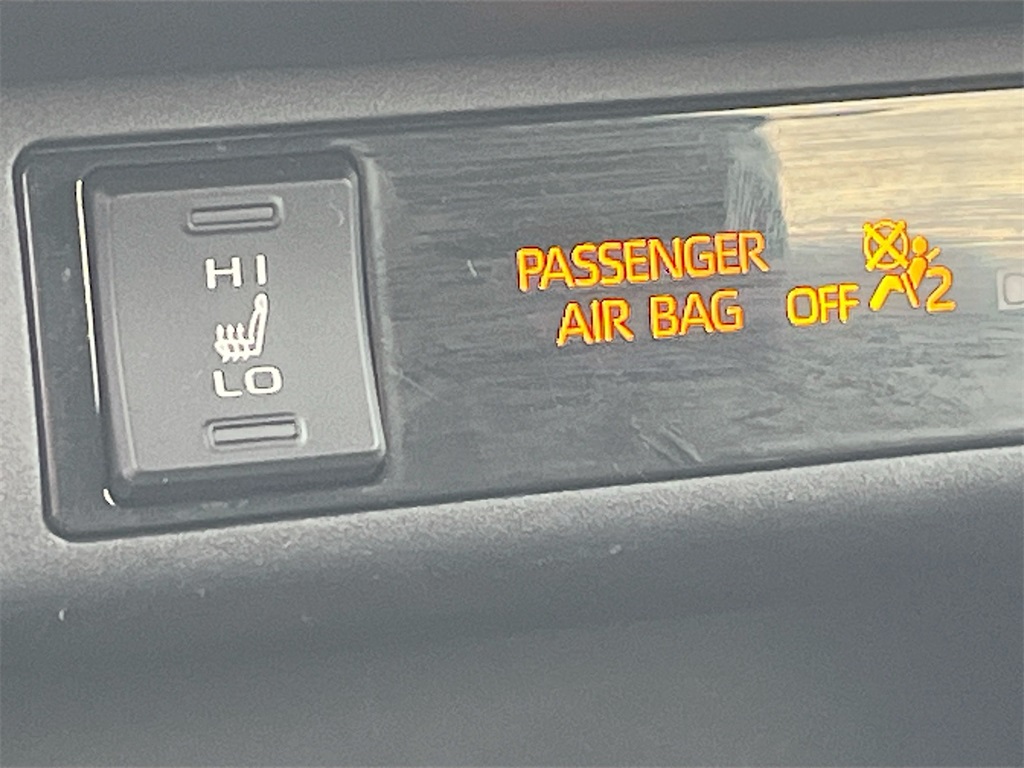 HI
LO
PASSENGER
AIR BAG OFF 2